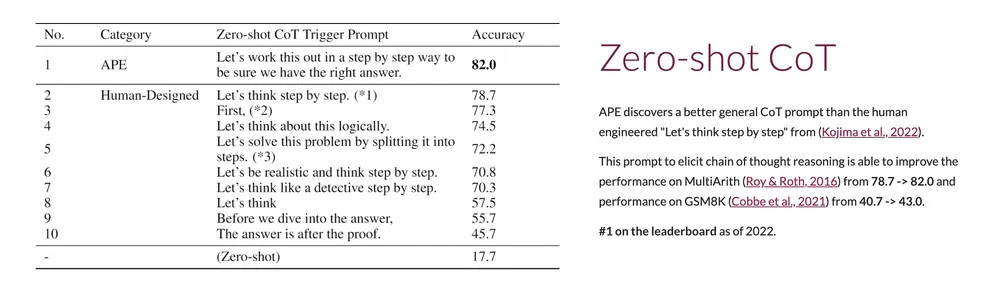 No. Category Zero-shot CoT Trigger Prompt Accuracy
1 APE Let's work this out in a step by step way to
be sure we have the right answer. 82.0
2 Human-Designed Let's think step by step. (*1) 78.7
3 First, (*2) 77.3
4 Let's think about this logically. 74.5
5 Let's solve this problem by splitting it into
steps. (*3) 72.2
6 Let's be realistic and think step by step. 70.8
7 Let's think like a detective step by step. 70.3
8 Let's think 57.5
9 Before we dive into the answer, 55.7
10 The answer is after the proof. 45.7
- (Zero-shot) 17.7
Zero-shot CoT
APE discovers a better general CoT prompt than the human
engineered "Let's think step by step" from (Kojima et al., 2022).
This prompt to elicit chain of thought reasoning is able to improve the
performance on MultiArith (Roy & Roth, 2016) from 78.7 -> 82.0 and
performance on GSM8K (Cobbe et al., 2021) from 40.7 -> 43.0.
#1 on the leaderboard as of 2022.